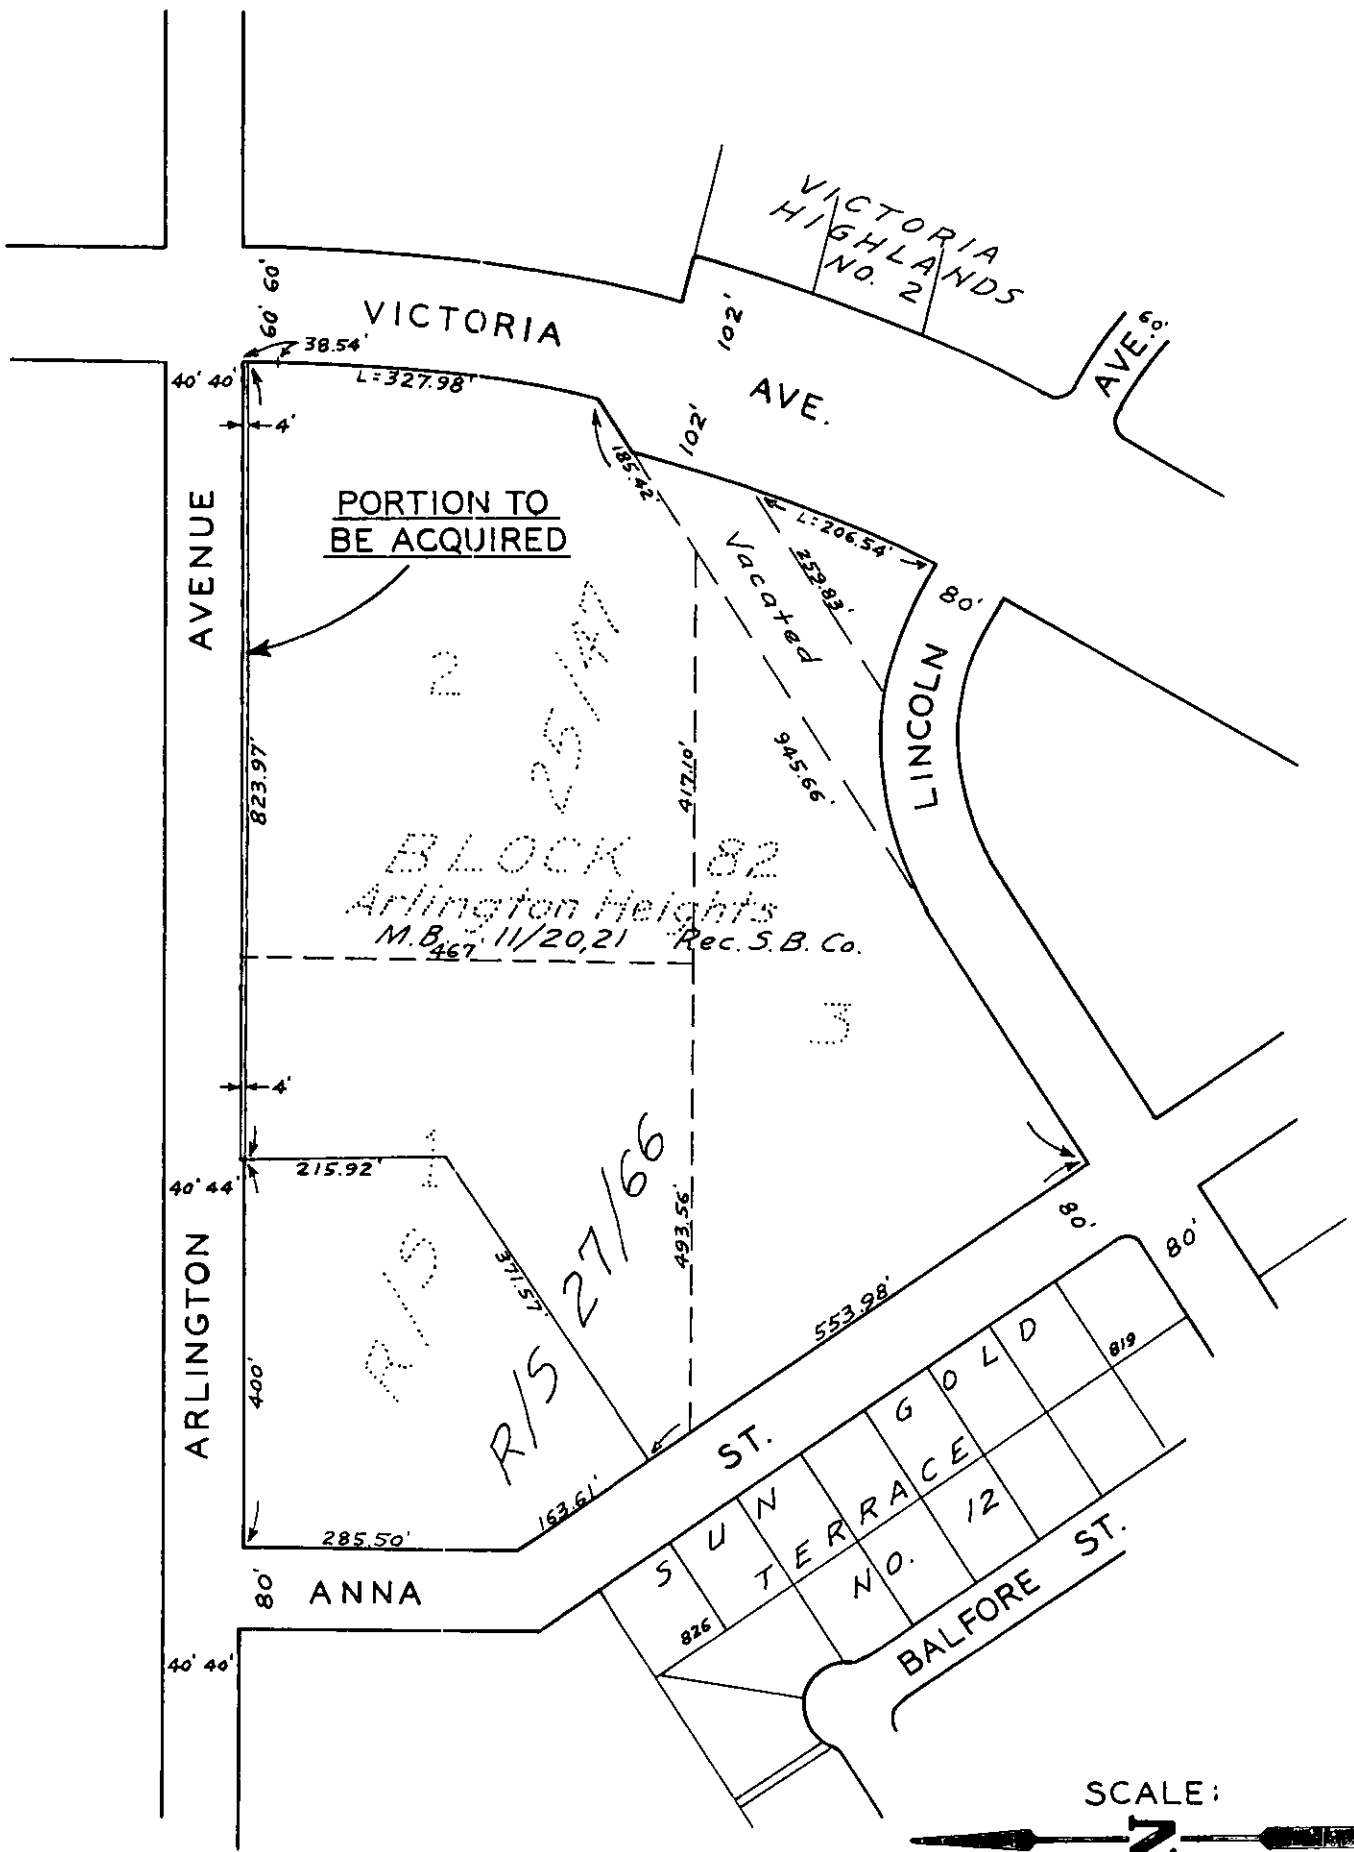 VICTORIA
HIGHLANDS
NO. 2
60' 60'
VICTORIA
102'
AVE.
102'
AVE.
60'
38.54'
L=327.98'
40' 40'
4'
185.42'
L=206.54'
PORTION TO
BE ACQUIRED
AVENUE
Vacated
259.83'
80'
LINCOLN
2
823.97'
417.10'
945.66'
BLOCK 82
Arlington Heights
M.B. 11/20,21 Rec. S.B. Co.
467
3
4'
1
215.92'
40' 44'
R/S
R/S 27/66
371.57'
493.56'
553.98'
80'
80'
ARLINGTON
400'
163.61'
285.50'
80'
ANNA
ST.
SUN GOLD
TERRACE
NO. 12
819
826
BALFORE ST.
40' 40'
SCALE:
N